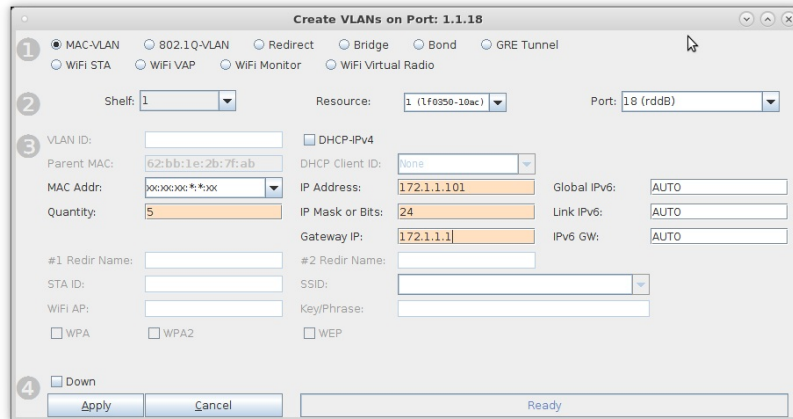 Create VLANs on Port: 1.1.18
1
MAC-VLAN 802.1Q-VLAN Redirect Bridge Bond GRE Tunnel
WiFi STA WiFi VAP WiFi Monitor WiFi Virtual Radio
2
Shelf: 1 Resource: 1 (lf0350-10ac) Port: 18 (rddB)
3
VLAN ID: DHCP-IPv4
Parent MAC: 62:bb:1e:2b:7f:ab DHCP Client ID: None
MAC Addr: xx:xx:xx:*:*:xx IP Address: 172.1.1.101 Global IPv6: AUTO
Quantity: 5 IP Mask or Bits: 24 Link IPv6: AUTO
Gateway IP: 172.1.1.1 IPv6 GW: AUTO
#1 Redir Name: #2 Redir Name:
STA ID: SSID:
WiFi AP: Key/Phrase:
WPA WPA2 WEP
4
Down
Apply Cancel Ready